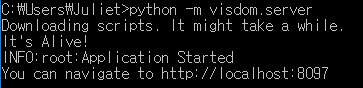 C:₩Users₩Juliet>python -m visdom.server
Downloading scripts. It might take a while.
It's Alive!
INFO:root:Application Started
You can navigate to http://localhost:8097